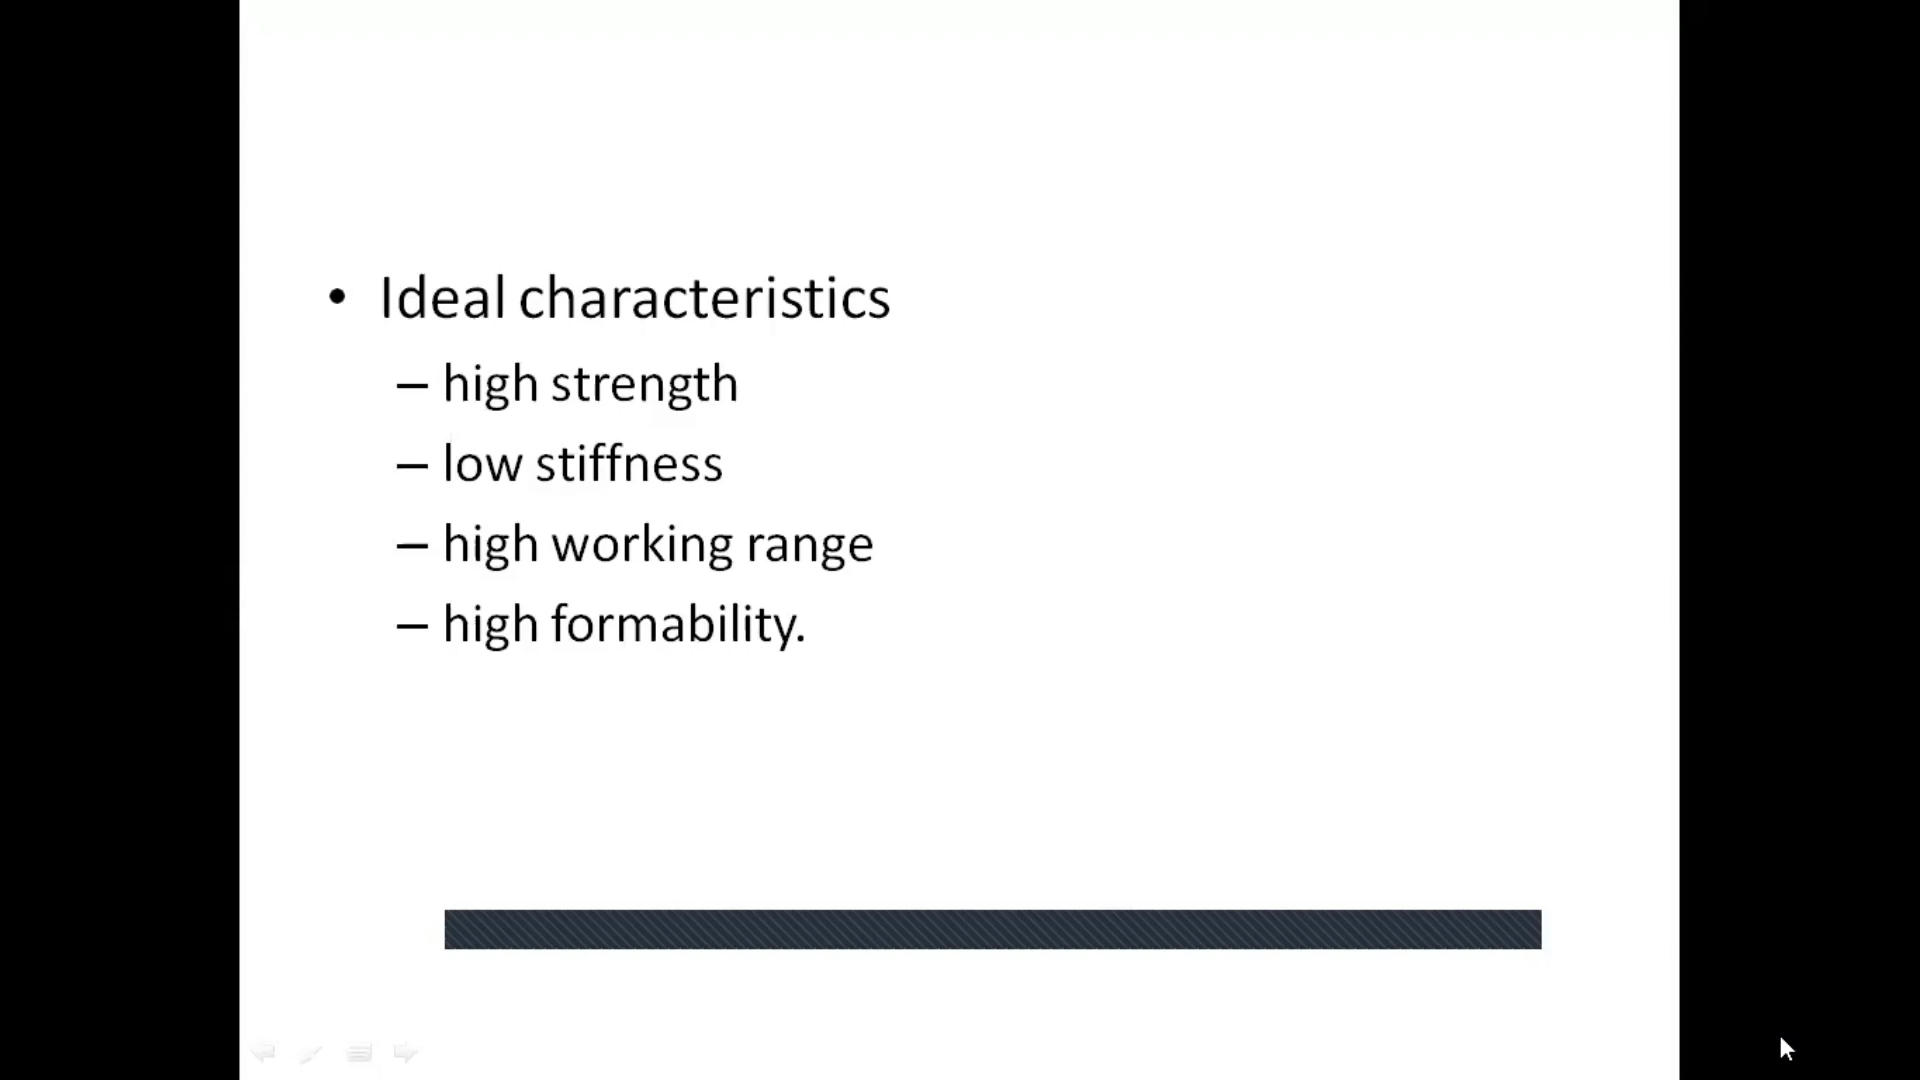 • Ideal characteristics
– high strength
– low stiffness
– high working range
– high formability.